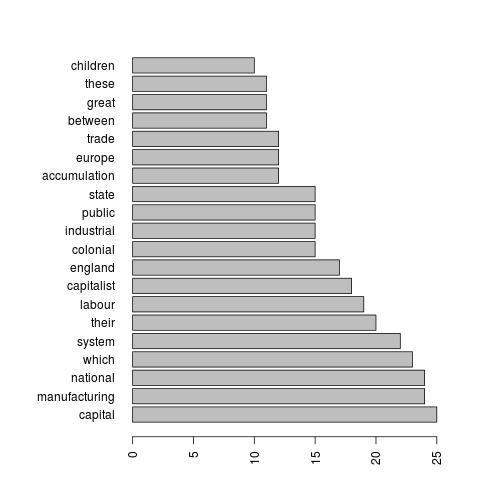 children
these
great
between
trade
europe
accumulation
state
public
industrial
colonial
england
capitalist
labour
their
system
which
national
manufacturing
capital
0 5 10 15 20 25